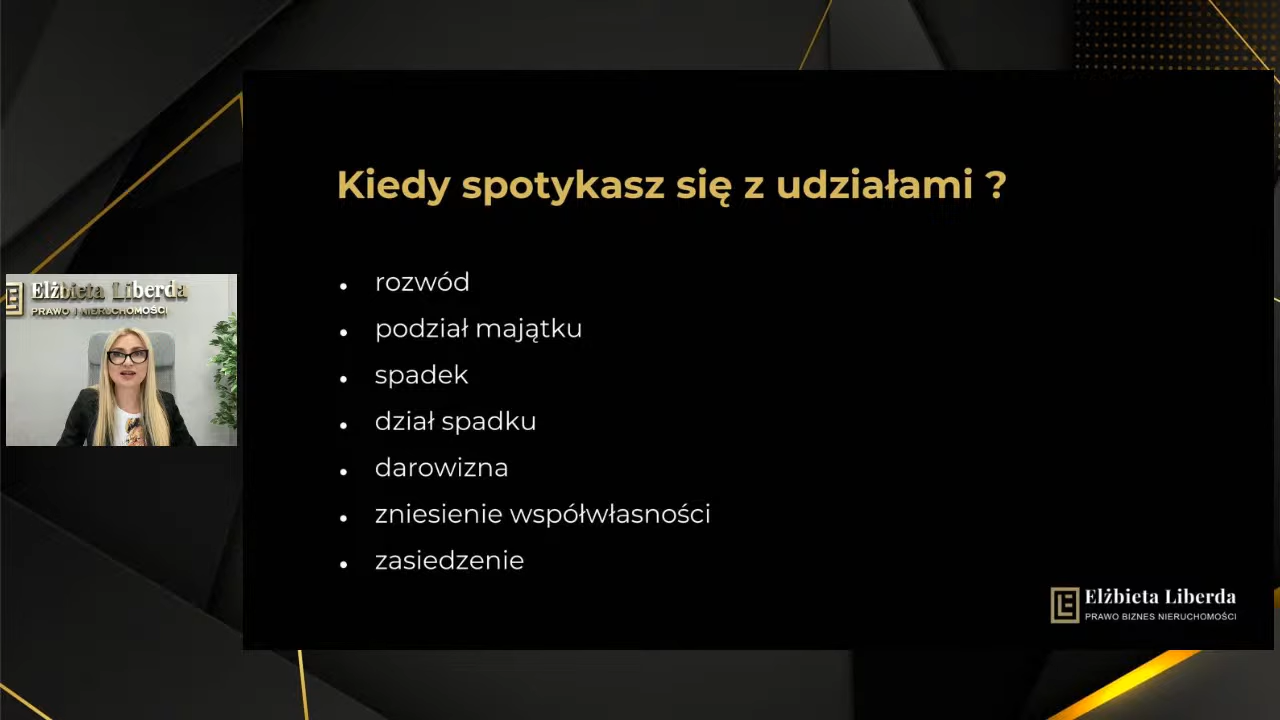 Elżbieta Liberda
PRAWO I NIERUCHOMOŚCI
Kiedy spotykasz się z udziałami ?
• rozwód
• podział majątku
• spadek
• dział spadku
• darowizna
• zniesienie współwłasności
• zasiedzenie
Elżbieta Liberda
PRAWO BIZNES NIERUCHOMOŚCI